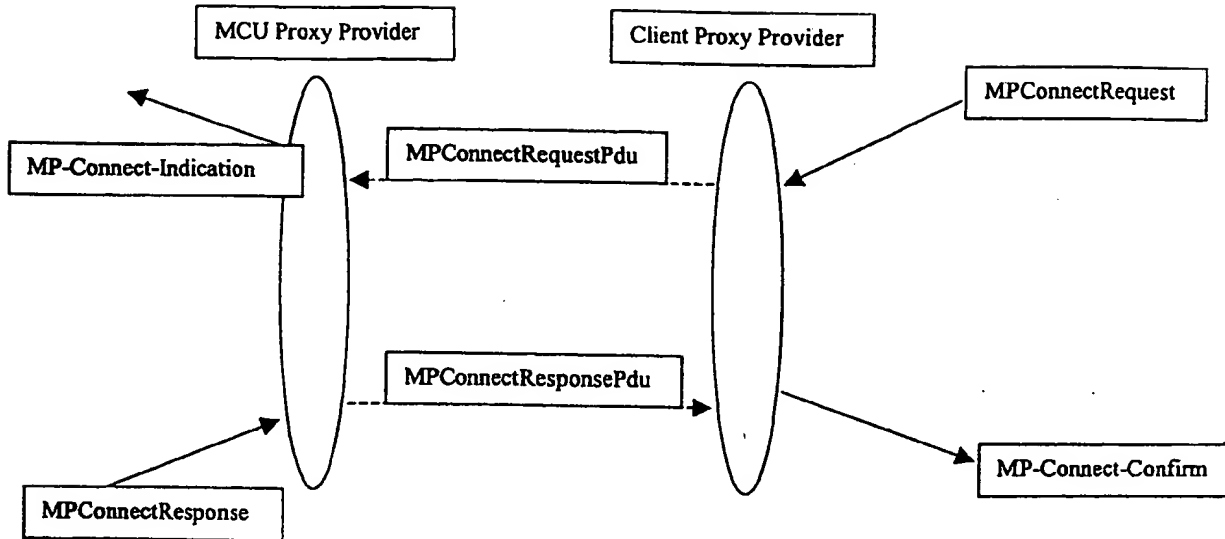 MCU Proxy Provider
Client Proxy Provider
MPConnectRequest
MPConnectRequestPdu
MP-Connect-Indication
MPConnectResponsePdu
MP-Connect-Confirm
MPConnectResponse